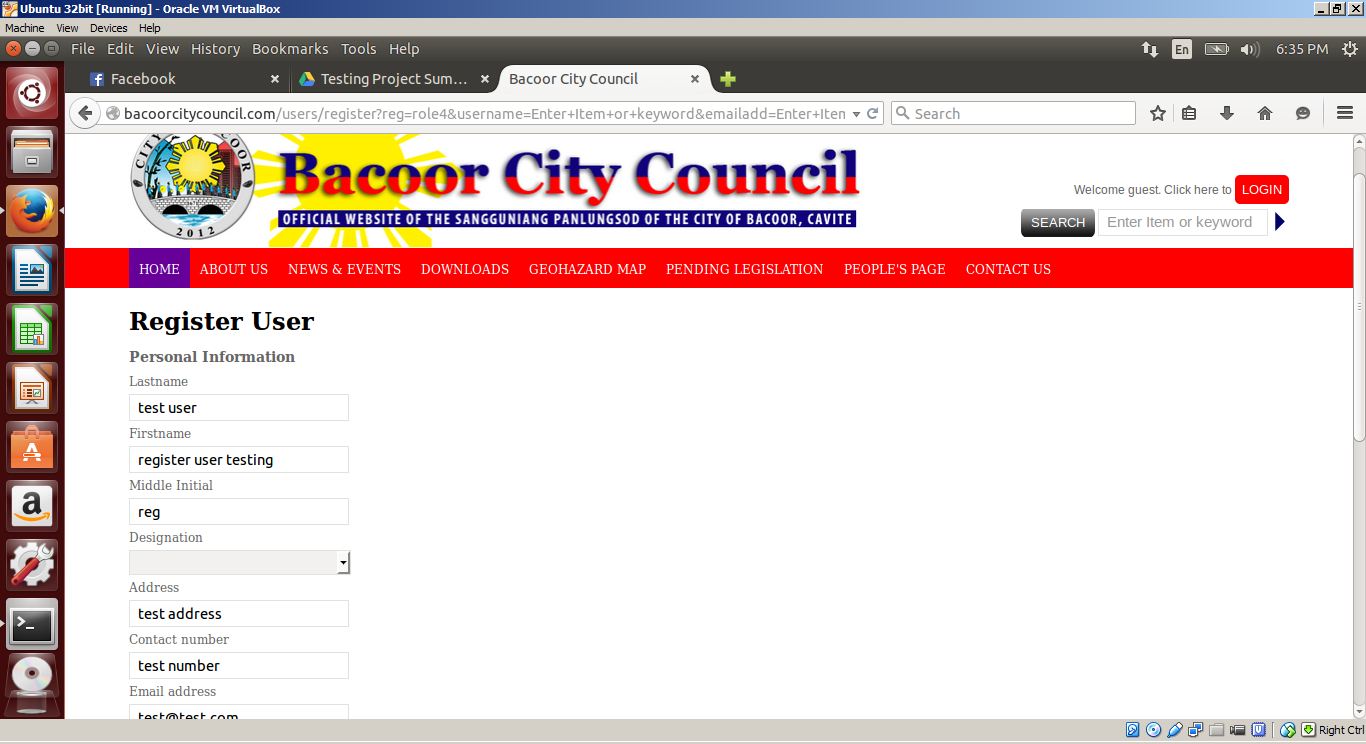 Ubuntu 32bit [Running] - Oracle VM VirtualBox
Machine View Devices Help
File Edit View History Bookmarks Tools Help
En
6:35 PM
Facebook
Testing Project Sum...
Bacoor City Council
bacoorcitycouncil.com/users/register?reg=role4&username=Enter+Item+or+keyword&emailadd=Enter+Iten
Search
CITY OF BACOOR
2012
Bacoor City Council
OFFICIAL WEBSITE OF THE SANGGUNIANG PANLUNGSOD OF THE CITY OF BACOOR, CAVITE
Welcome guest. Click here to LOGIN
SEARCH Enter Item or keyword
HOME ABOUT US NEWS & EVENTS DOWNLOADS GEOHAZARD MAP PENDING LEGISLATION PEOPLE'S PAGE CONTACT US
Register User
Personal Information
Lastname
test user
Firstname
register user testing
Middle Initial
reg
Designation
Address
test address
Contact number
test number
Email address
test@test.com
Right Ctrl